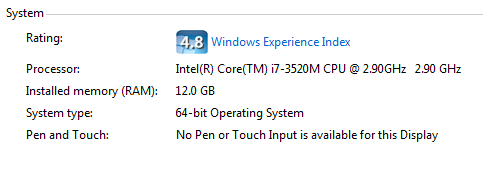 System
Rating: 4.8 Windows Experience Index
Processor: Intel(R) Core(TM) i7-3520M CPU @ 2.90GHz 2.90 GHz
Installed memory (RAM): 12.0 GB
System type: 64-bit Operating System
Pen and Touch: No Pen or Touch Input is available for this Display